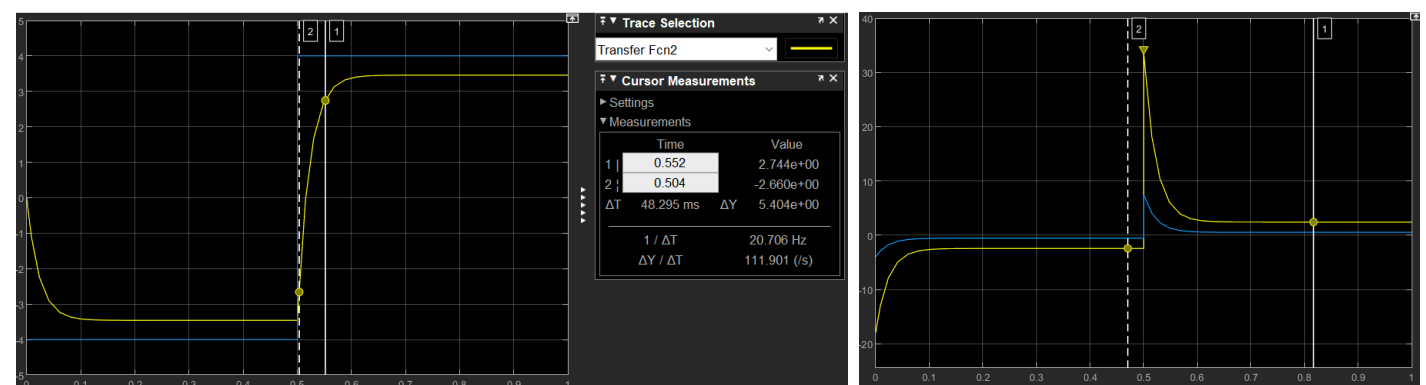 5
4
3
2
1
0
-1
-2
-3
-4
-5
0 0.1 0.2 0.3 0.4 0.5 0.6 0.7 0.8 0.9 1
2 1
Trace Selection
Transfer Fcn2
Cursor Measurements
Settings
Measurements
Time Value
1 | 0.552 2.744e+00
2 ¦ 0.504 -2.660e+00
ΔT 48.295 ms ΔY 5.404e+00
1 / ΔT 20.706 Hz
ΔY / ΔT 111.901 (/s)
40
30
20
10
0
-10
-20
0 0.1 0.2 0.3 0.4 0.5 0.6 0.7 0.8 0.9 1
2 1